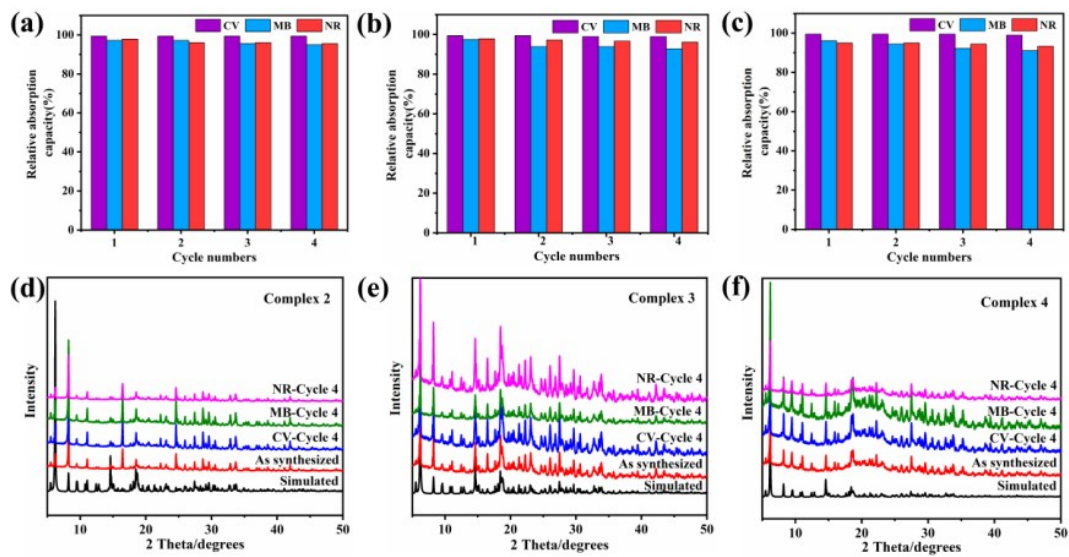 (a)
CV MB NR
100
80
60
40
20
0
Relative absorption
capacity(%)
1 2 3 4
Cycle numbers
(b)
CV MB NR
100
80
60
40
20
0
Relative absorption
capacity(%)
1 2 3 4
Cycle numbers
(c)
CV MB NR
100
80
60
40
20
0
Relative absorption
capacity(%)
1 2 3 4
Cycle numbers
(d)
Complex 2
Intensity
NR-Cycle 4
MB-Cycle 4
CV-Cycle 4
As synthesized
Simulated
10 20 30 40 50
2 Theta/degrees
(e)
Complex 3
Intensity
NR-Cycle 4
MB-Cycle 4
CV-Cycle 4
As synthesized
Simulated
10 20 30 40 50
2 Theta/degrees
(f)
Complex 4
Intensity
NR-Cycle 4
MB-Cycle 4
CV-Cycle 4
As synthesized
Simulated
10 20 30 40 50
2 Theta/degrees